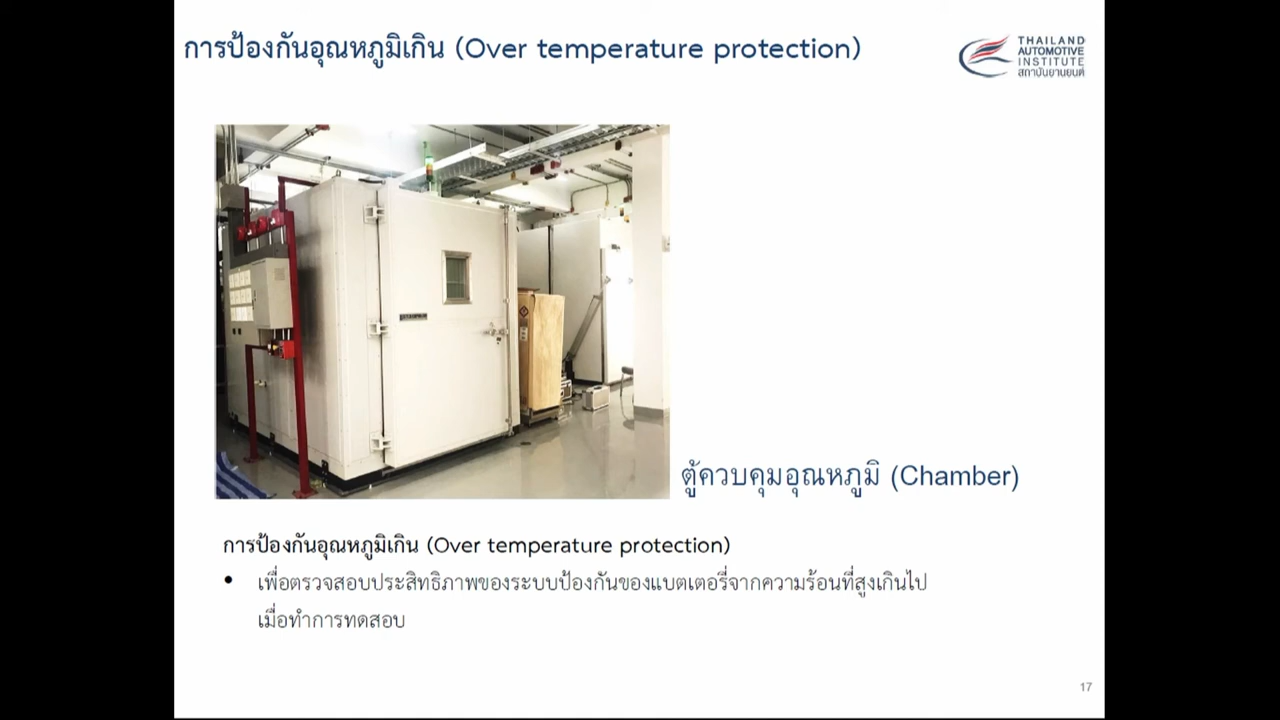 การป้องกันอุณหภูมิเกิน (Over temperature protection)
THAILAND
AUTOMOTIVE
INSTITUTE
สถาบันยานยนต์
ตู้ควบคุมอุณหภูมิ (Chamber)
การป้องกันอุณหภูมิเกิน (Over temperature protection)
• เพื่อตรวจสอบประสิทธิภาพของระบบป้องกันของแบตเตอรี่จากความร้อนที่สูงเกินไป
เมื่อทำการทดสอบ
17